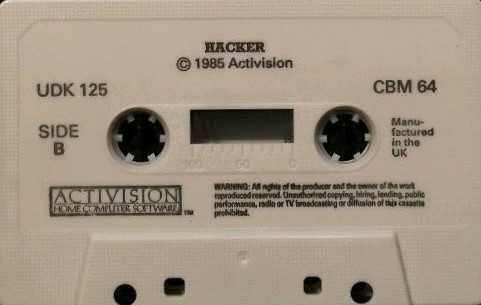 HACKER
© 1985 Activision
UDK 125
CBM 64
SIDE
B
Manu-
factured
in the
UK
100 50 0
ACTIVISION
HOME COMPUTER SOFTWARE TM
WARNING: All rights of the producer and the owner of the work
reproduced reserved. Unauthorized copying, hiring, lending, public
performance, radio or TV broadcasting or diffusion of this cassette
prohibited.